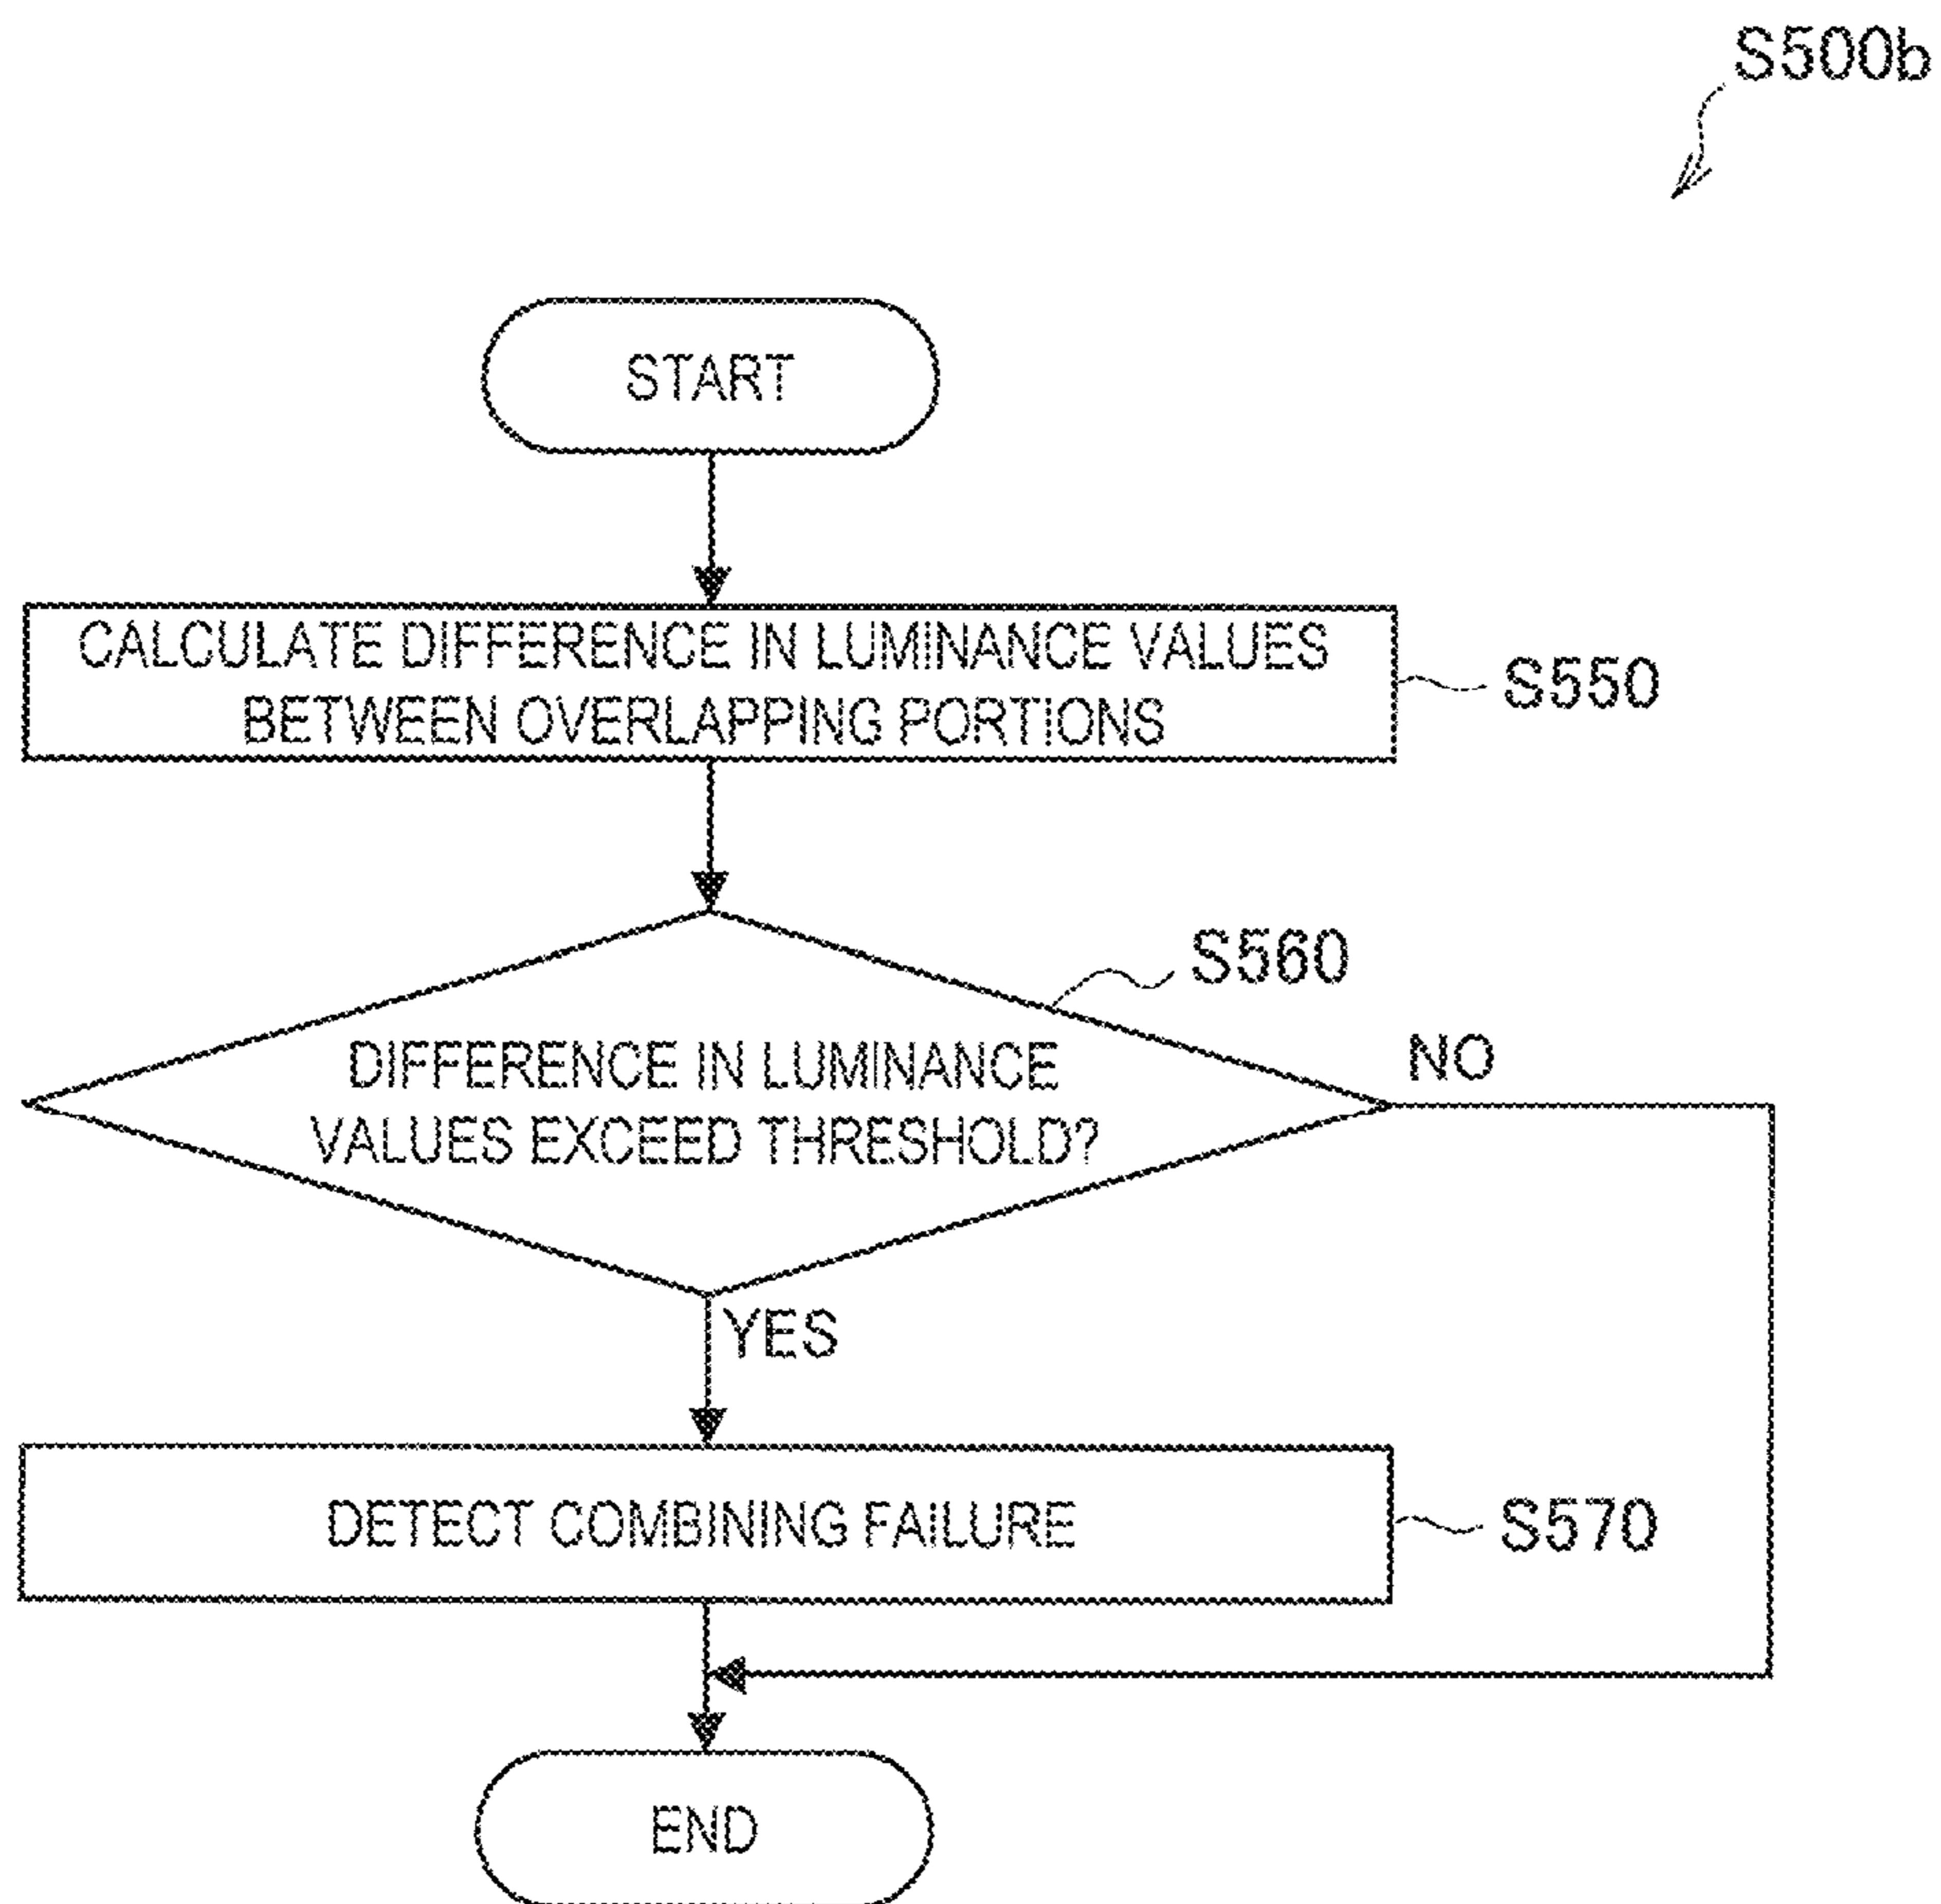 S500b
START
CALCULATE DIFFERENCE IN LUMINANCE VALUES
BETWEEN OVERLAPPING PORTIONS
S550
S560
DIFFERENCE IN LUMINANCE
VALUES EXCEED THRESHOLD?
NO
YES
DETECT COMBINING FAILURE
S570
END